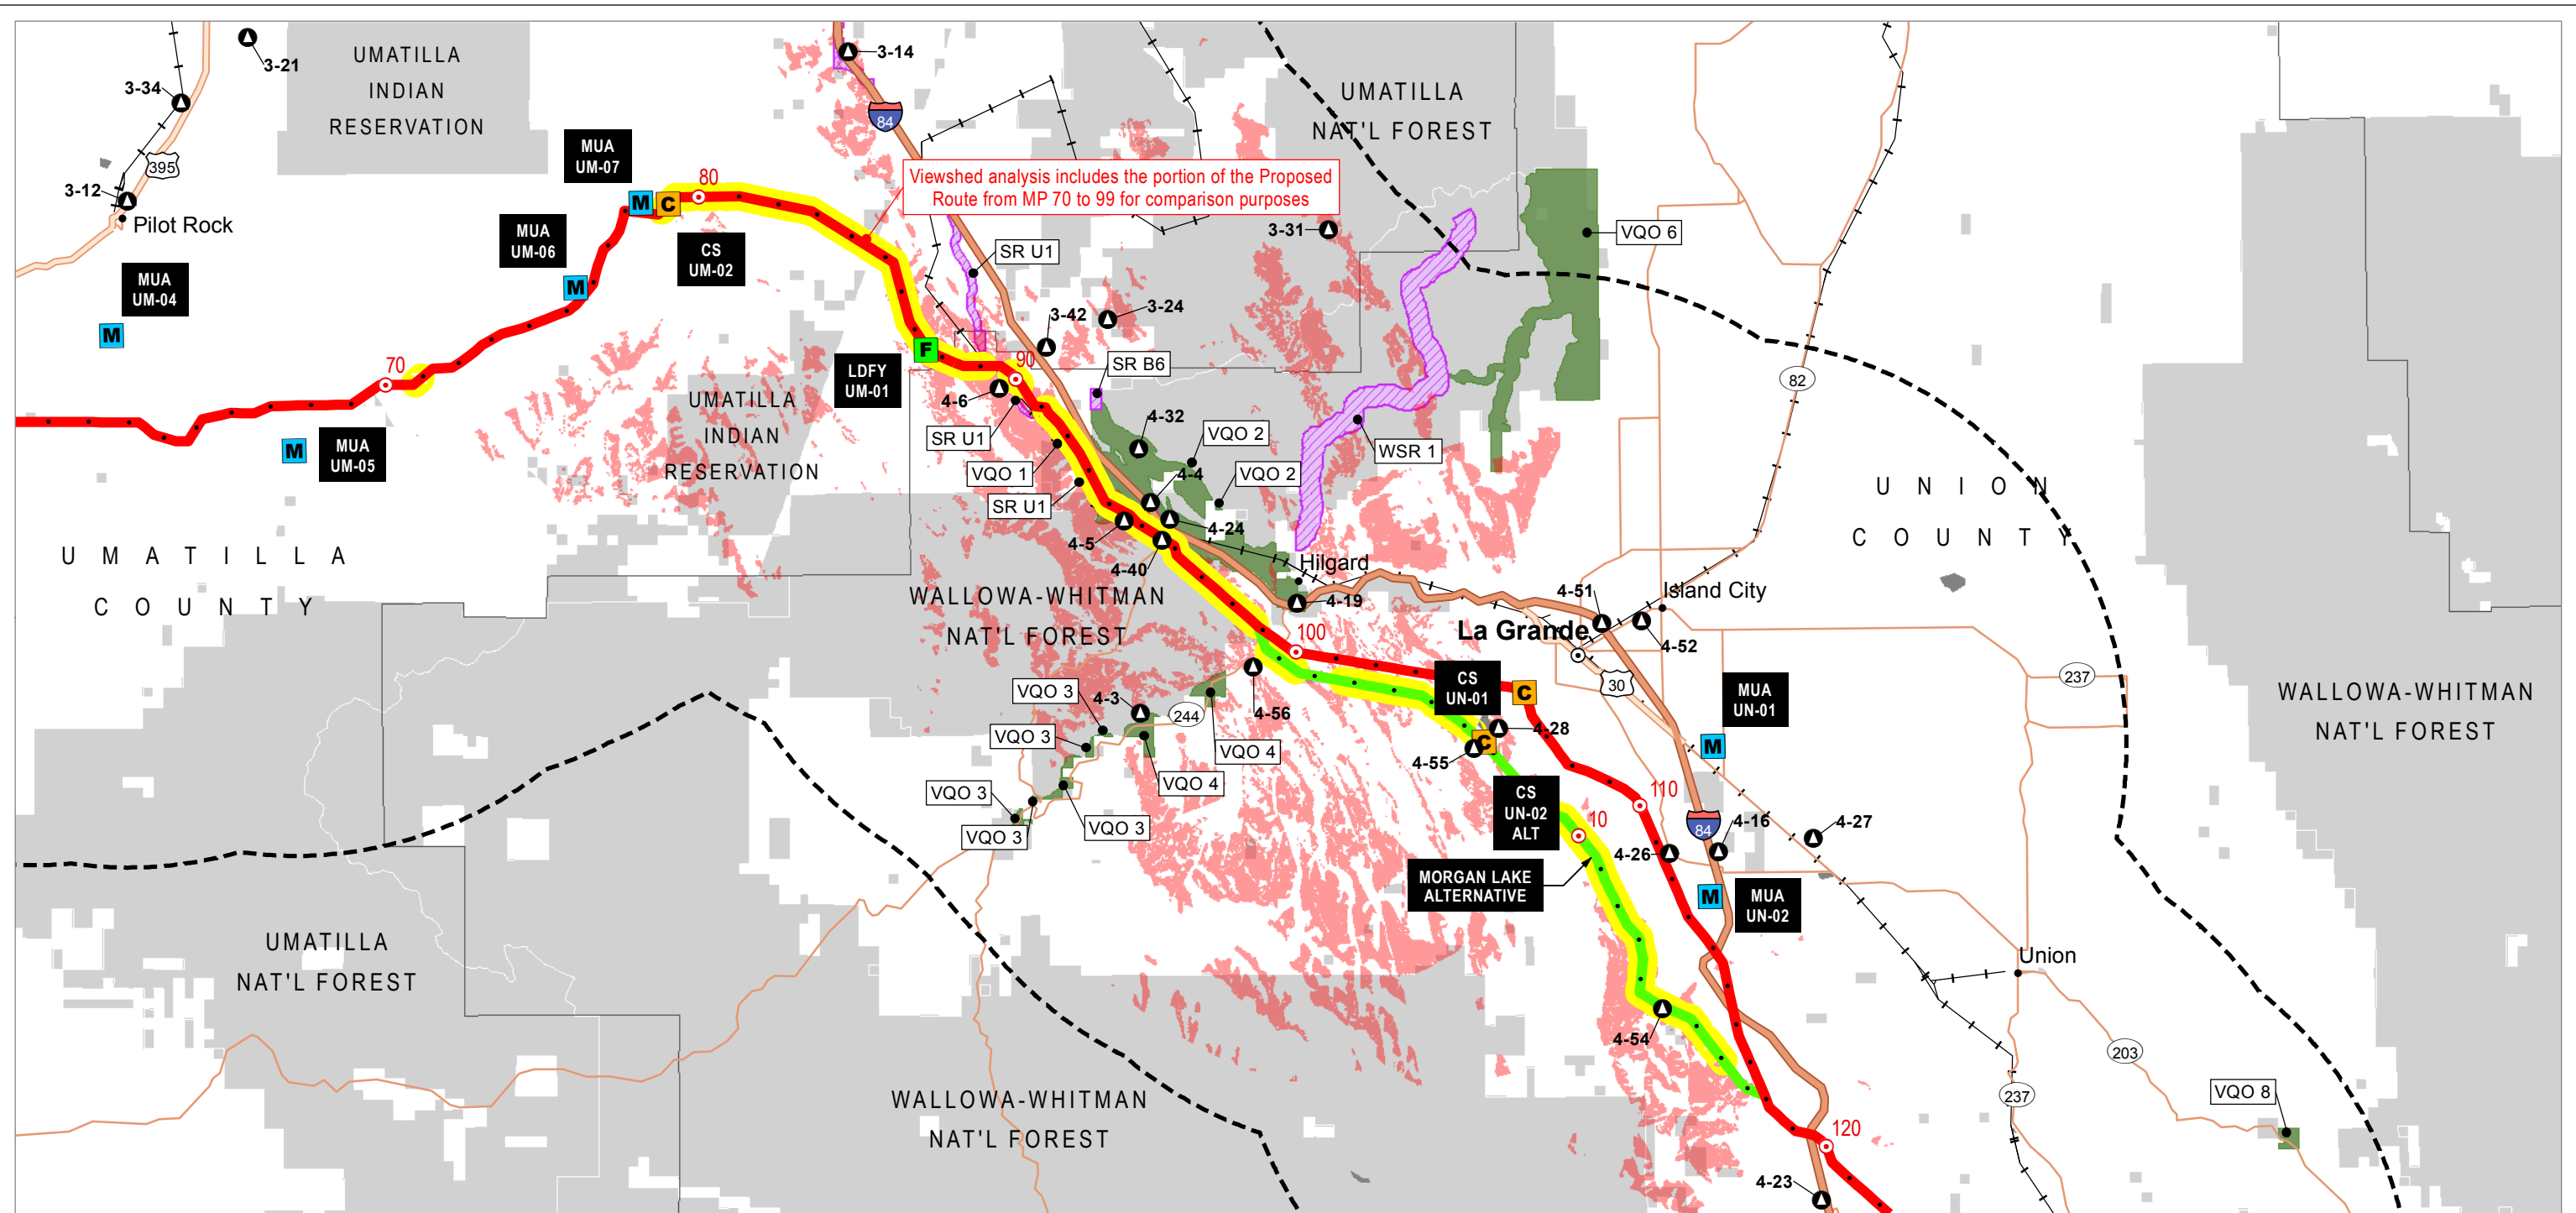 3-21
UMATILLA
INDIAN
RESERVATION
3-34
395
3-12
Pilot Rock
MUA
UM-04
M
MUA
UM-07
M
C
80
MUA
UM-06
M
CS
UM-02
70
MUA
UM-05
M
3-14
84
Viewshed analysis includes the portion of the Proposed
Route from MP 70 to 99 for comparison purposes
UMATILLA
NAT'L FOREST
3-31
VQO 6
SR U1
3-42
3-24
F
LDFY
UM-01
90
SR B6
4-6
4-32
VQO 2
SR U1
4-4
VQO 2
WSR 1
VQO 1
SR U1
4-24
4-5
4-40
UMATILLA
INDIAN
RESERVATION
UMATILLA
COUNTY
WALLOWA-WHITMAN
NAT'L FOREST
Hilgard
4-19
100
82
UNION
COUNTY
4-51
Island City
La Grande
4-52
30
237
WALLOWA-WHITMAN
NAT'L FOREST
CS
UN-01
C
MUA
UN-01
M
4-28
C
4-55
4-56
VQO 3
4-3
244
VQO 3
VQO 4
VQO 4
VQO 3
VQO 3
VQO 3
CS
UN-02
ALT
10
110
84
4-16
4-27
4-26
MORGAN LAKE
ALTERNATIVE
M
MUA
UN-02
UMATILLA
NAT'L FOREST
Union
4-54
203
237
VQO 8
WALLOWA-WHITMAN
NAT'L FOREST
120
4-23